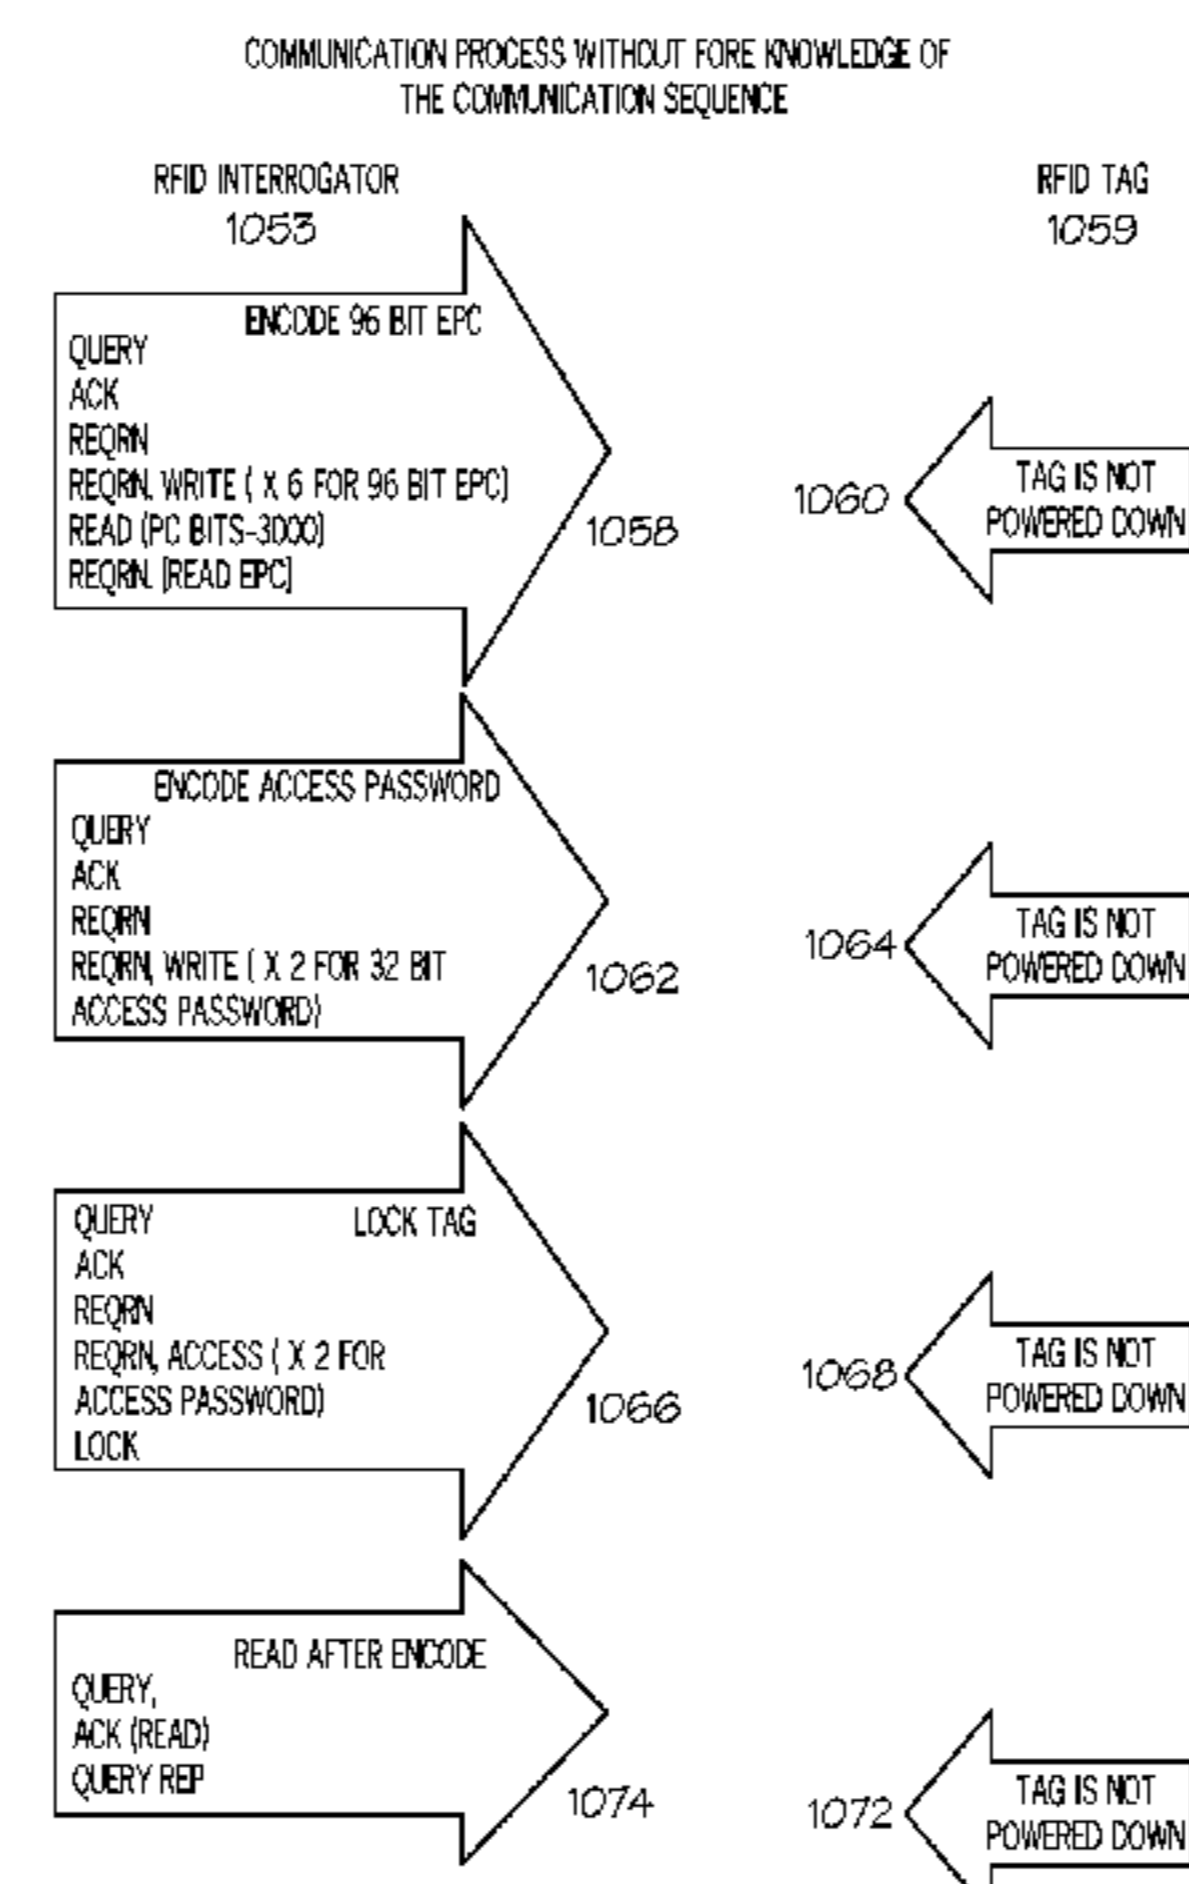 COMMUNICATION PROCESS WITHOUT FORE KNOWLEDGE OF
THE COMMUNICATION SEQUENCE
RFID INTERROGATOR
1053
RFID TAG
1059
ENCODE 96 BIT EPC
QUERY
ACK
REQRN
REQRN, WRITE ( X 6 FOR 96 BIT EPC)
READ (PC BITS-3000)
REQRN. [READ EPC]
1058
1060
TAG IS NOT
POWERED DOWN
ENCODE ACCESS PASSWORD
QUERY
ACK
REQRN
REQRN, WRITE ( X 2 FOR 32 BIT
ACCESS PASSWORD)
1062
1064
TAG IS NOT
POWERED DOWN
LOCK TAG
QUERY
ACK
REQRN
REQRN, ACCESS ( X 2 FOR
ACCESS PASSWORD)
LOCK
1066
1068
TAG IS NOT
POWERED DOWN
READ AFTER ENCODE
QUERY,
ACK (READ)
QUERY REP
1074
1072
TAG IS NOT
POWERED DOWN